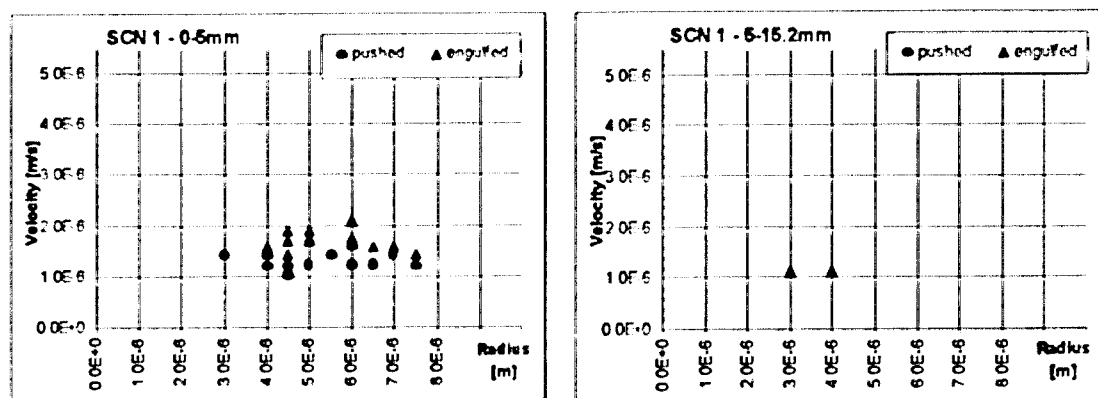 SCN 1 - 0-5mm
pushed engulfed
5.0E-6
4.0E-6
3.0E-6
2.0E-6
1.0E-6
0.0E+0
Velocity [m/s]
0.0E+0 1.0E-6 2.0E-6 3.0E-6 4.0E-6 5.0E-6 6.0E-6 7.0E-6 8.0E-6
Radius
[m]
SCN 1 - 5-15.2mm
pushed engulfed
5.0E-6
4.0E-6
3.0E-6
2.0E-6
1.0E-6
0.0E+0
Velocity [m/s]
0.0E+0 1.0E-6 2.0E-6 3.0E-6 4.0E-6 5.0E-6 6.0E-6 7.0E-6 8.0E-6
Radius
[m]